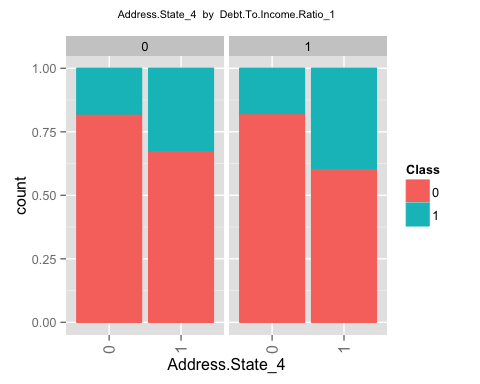 Address.State_4 by Debt.To.Income.Ratio_1
0 1
1.00
0.75
0.50
0.25
0.00
count
0 1 0 1
Address.State_4
Class
0
1